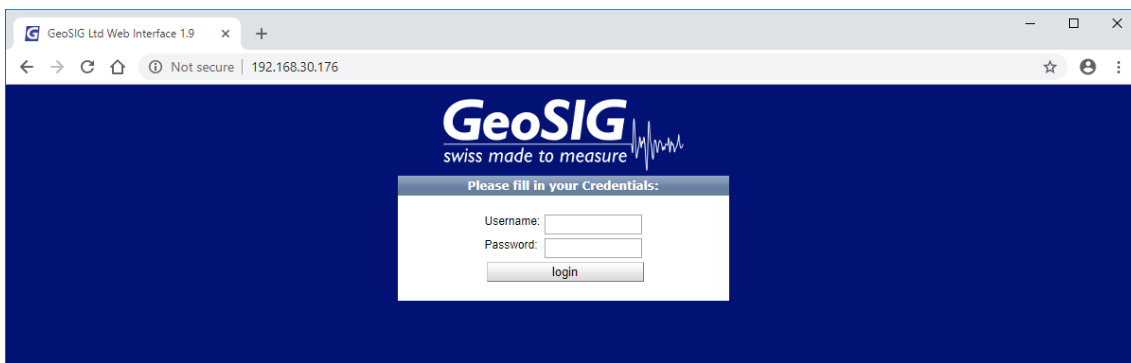 GeoSIG Ltd Web Interface 1.9
Not secure | 192.168.30.176
GeoSIG
swiss made to measure
Please fill in your Credentials:
Username:
Password:
login